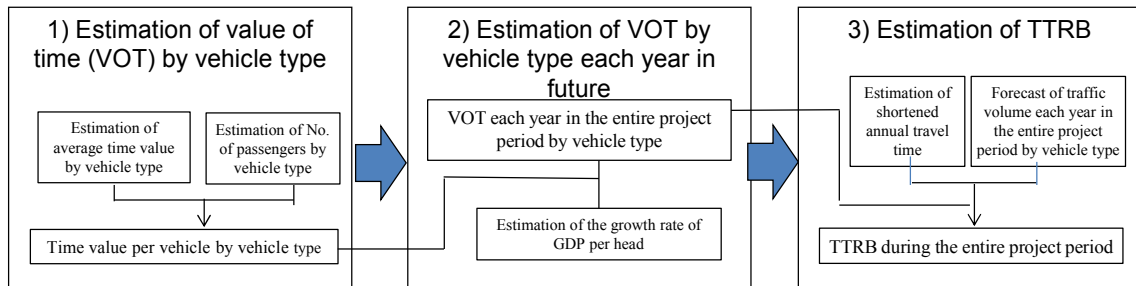 1) Estimation of value of
time (VOT) by vehicle type
Estimation of
average time value
by vehicle type
Estimation of No.
of passengers by
vehicle type
Time value per vehicle by vehicle type
2) Estimation of VOT by
vehicle type each year in
future
VOT each year in the entire project
period by vehicle type
Estimation of the growth rate of
GDP per head
3) Estimation of TTRB
Estimation of
shortened
annual travel
time
Forecast of traffic
volume each year in
the entire project
period by vehicle type
TTRB during the entire project period